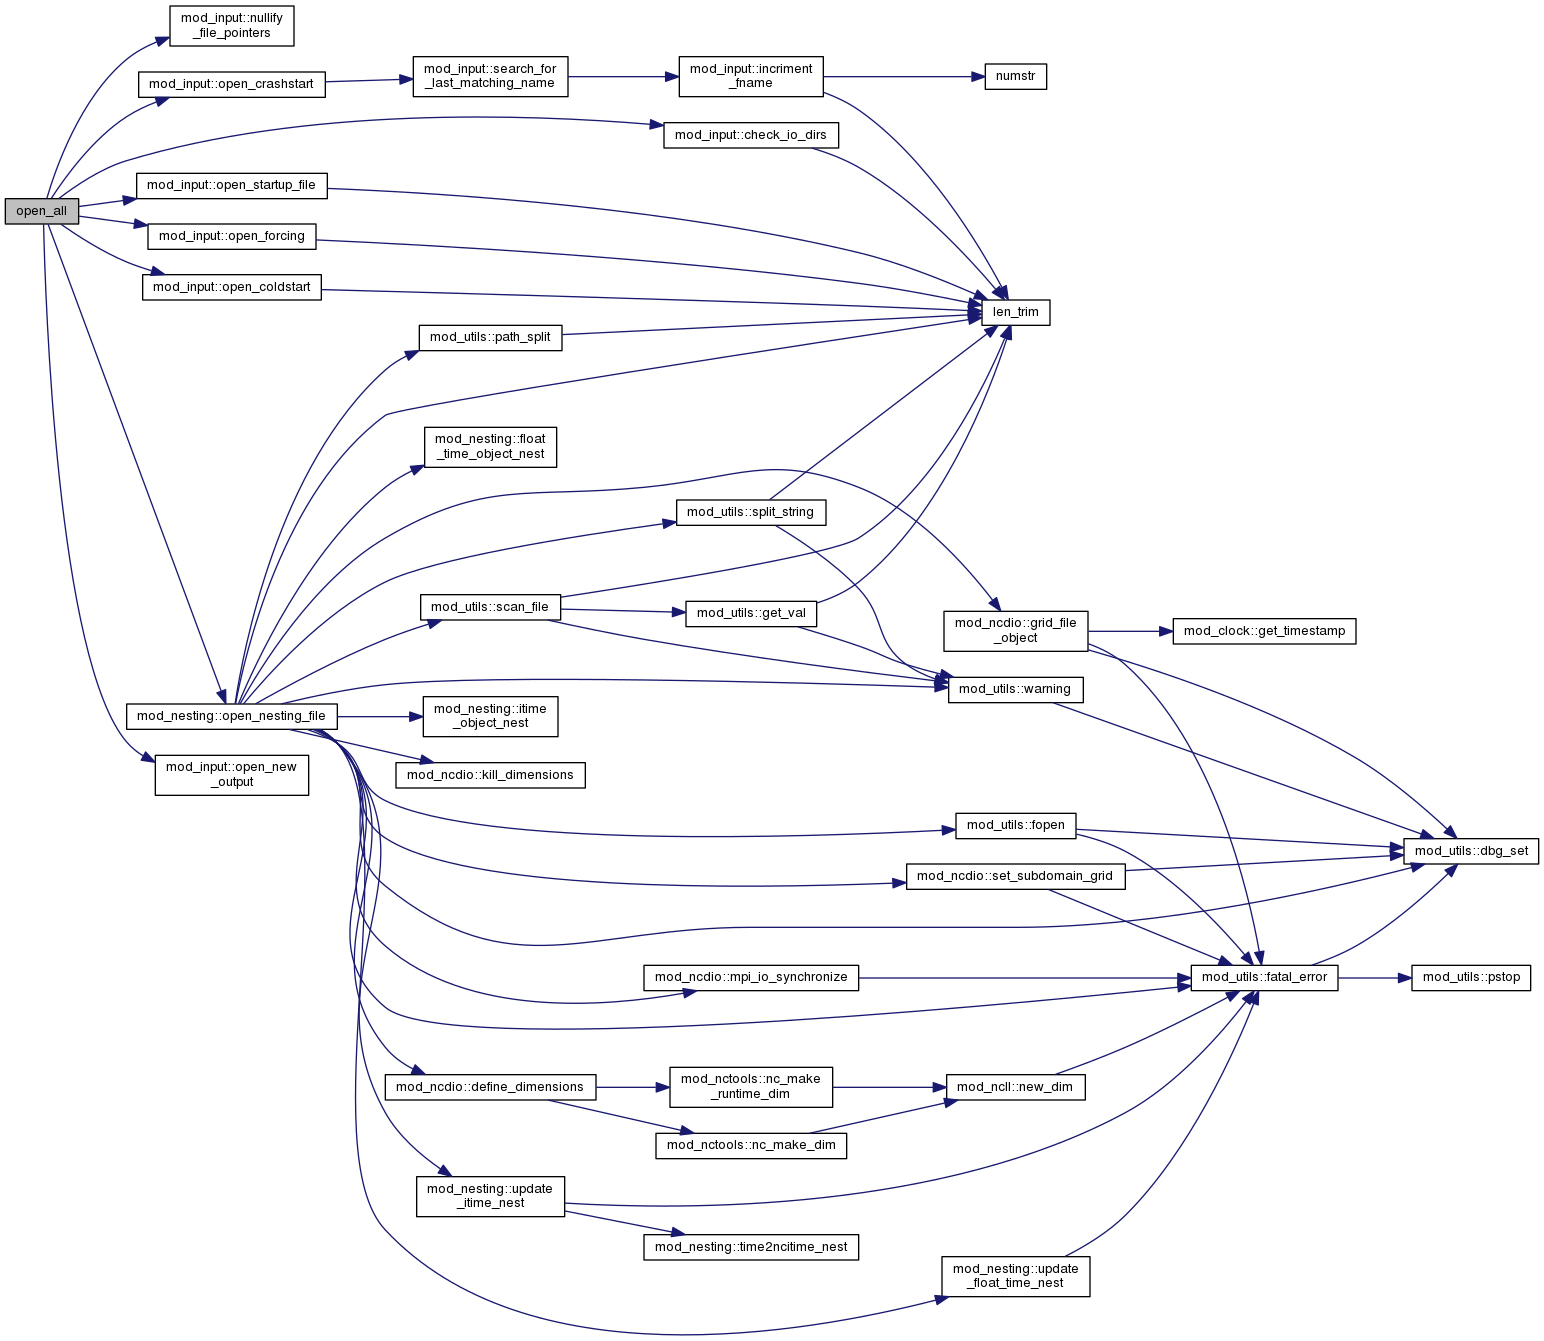 mod_input::nullify
_file_pointers
mod_input::open_crashstart
mod_input::search_for
_last_matching_name
mod_input::incriment
_fname
numstr
mod_input::check_io_dirs
mod_input::open_startup_file
open_all
mod_input::open_forcing
mod_input::open_coldstart
len_trim
mod_utils::path_split
mod_nesting::float
_time_object_nest
mod_utils::split_string
mod_utils::scan_file
mod_utils::get_val
mod_ncdio::grid_file
_object
mod_clock::get_timestamp
mod_utils::warning
mod_nesting::open_nesting_file
mod_nesting::itime
_object_nest
mod_input::open_new
_output
mod_ncdio::kill_dimensions
mod_utils::fopen
mod_utils::dbg_set
mod_ncdio::set_subdomain_grid
mod_ncdio::mpi_io_synchronize
mod_utils::fatal_error
mod_utils::pstop
mod_ncdio::define_dimensions
mod_nctools::nc_make
_runtime_dim
mod_ncll::new_dim
mod_nctools::nc_make_dim
mod_nesting::update
_itime_nest
mod_nesting::time2ncitime_nest
mod_nesting::update
_float_time_nest